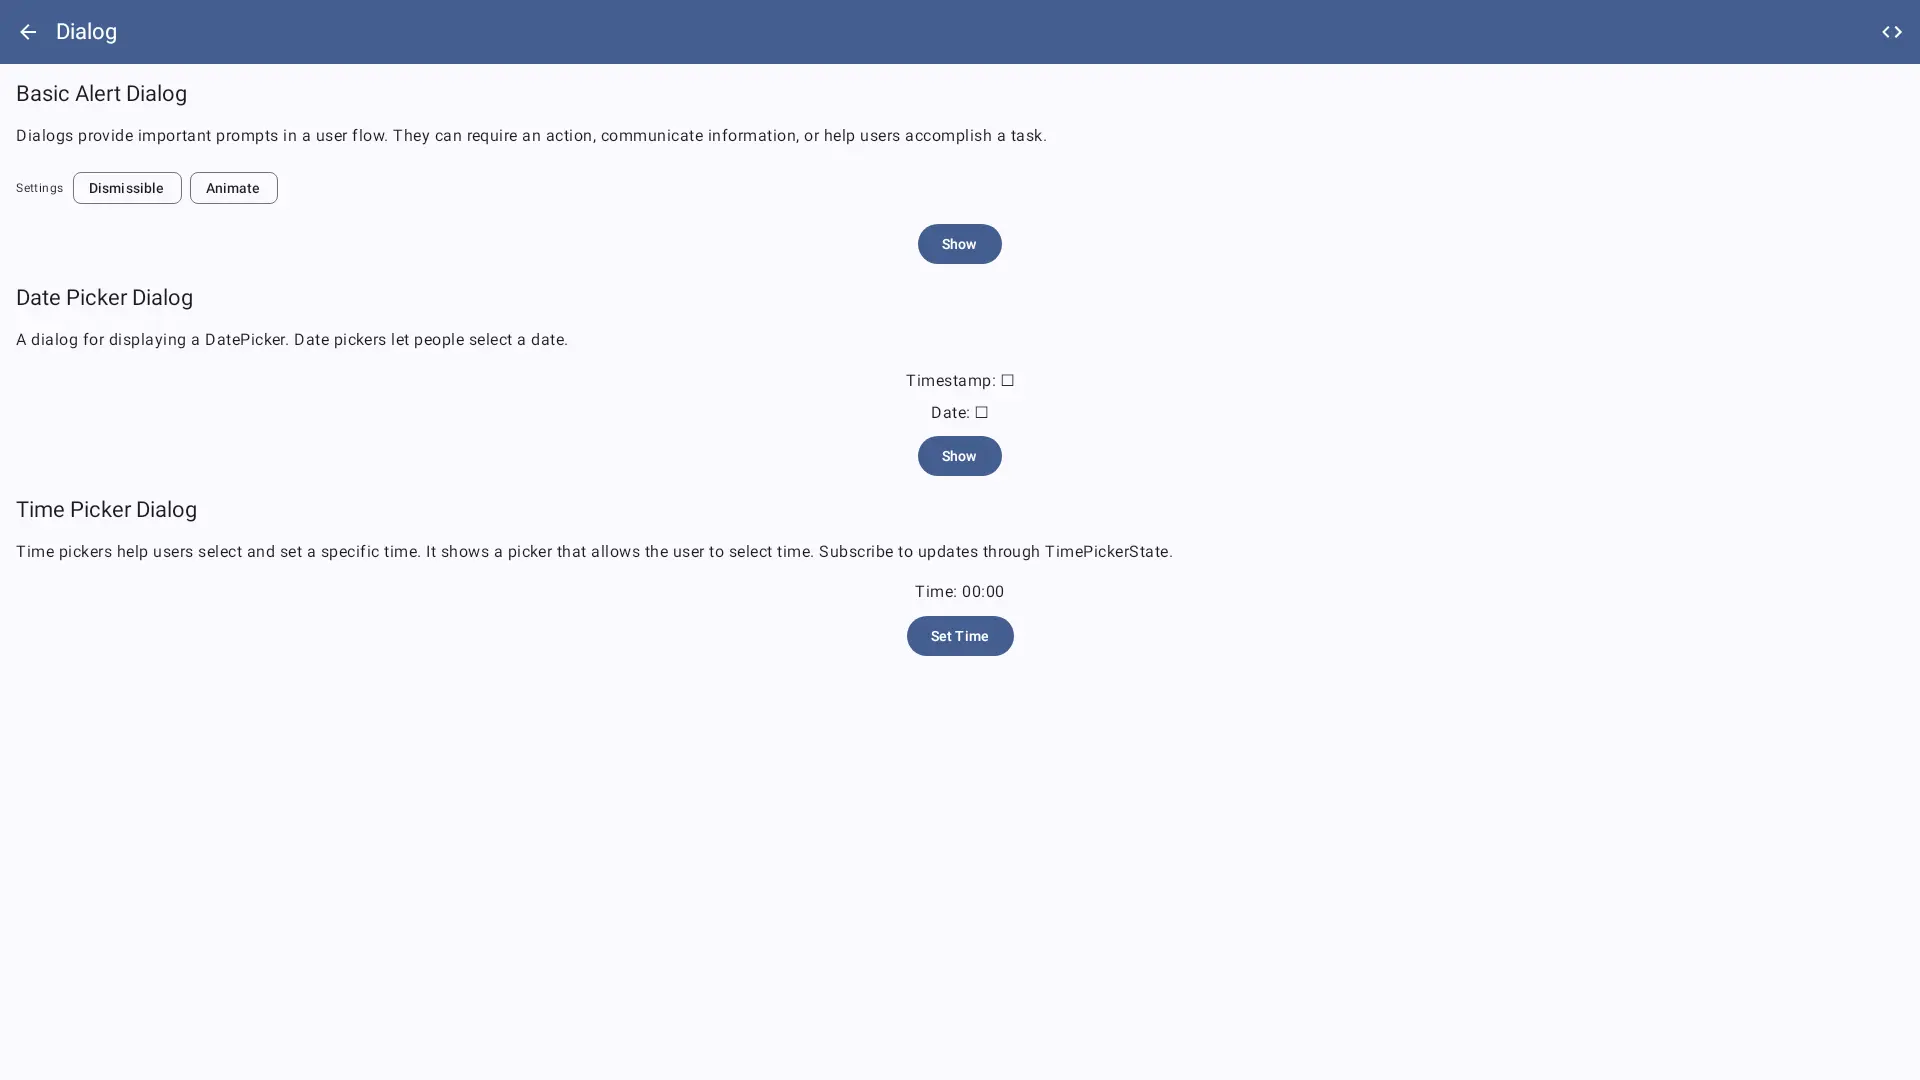 Dialog
Basic Alert Dialog
Dialogs provide important prompts in a user flow. They can require an action, communicate information, or help users accomplish a task.
Settings Dismissible Animate
Show
Date Picker Dialog
A dialog for displaying a DatePicker. Date pickers let people select a date.
Timestamp: ☐
Date: ☐
Show
Time Picker Dialog
Time pickers help users select and set a specific time. It shows a picker that allows the user to select time. Subscribe to updates through TimePickerState.
Time: 00:00
Set Time